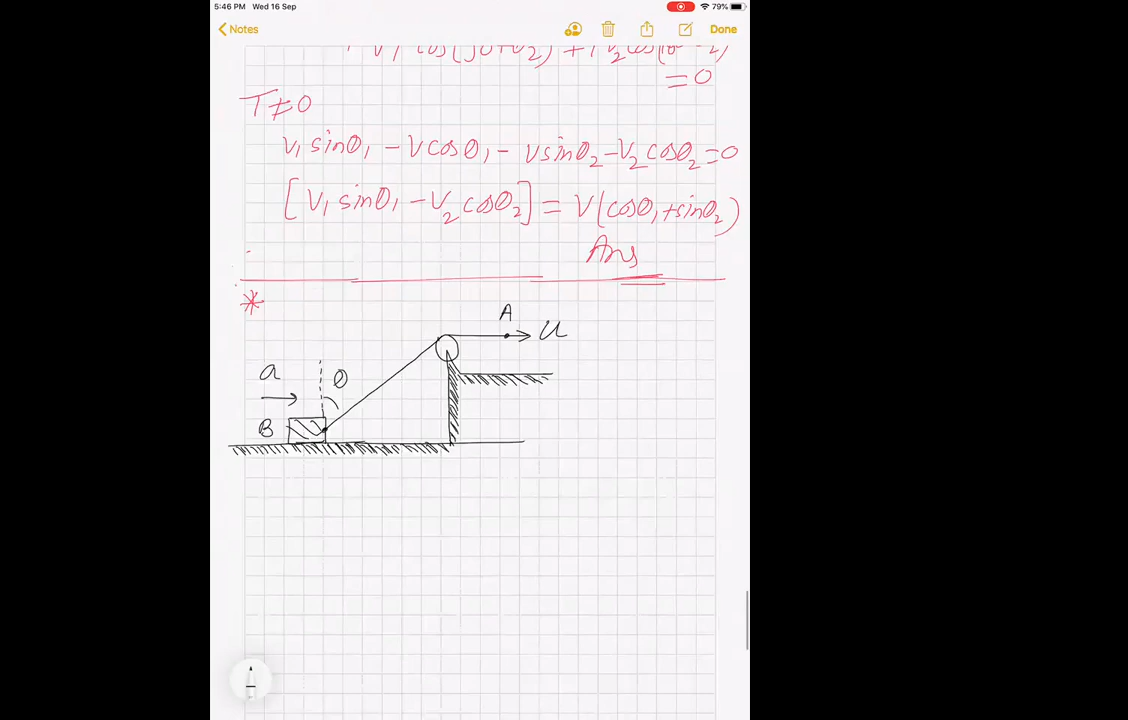 5:46 PM Wed 16 Sep
79%
Notes
Done
=0
T≠0
v₁sinθ₁ - vcosθ₁ - vsinθ₂ - v₂cosθ₂ = 0
[v₁sinθ₁ - v₂cosθ₂] = v(cosθ₁+sinθ₂)
Ans
*
A
u
a
θ
B